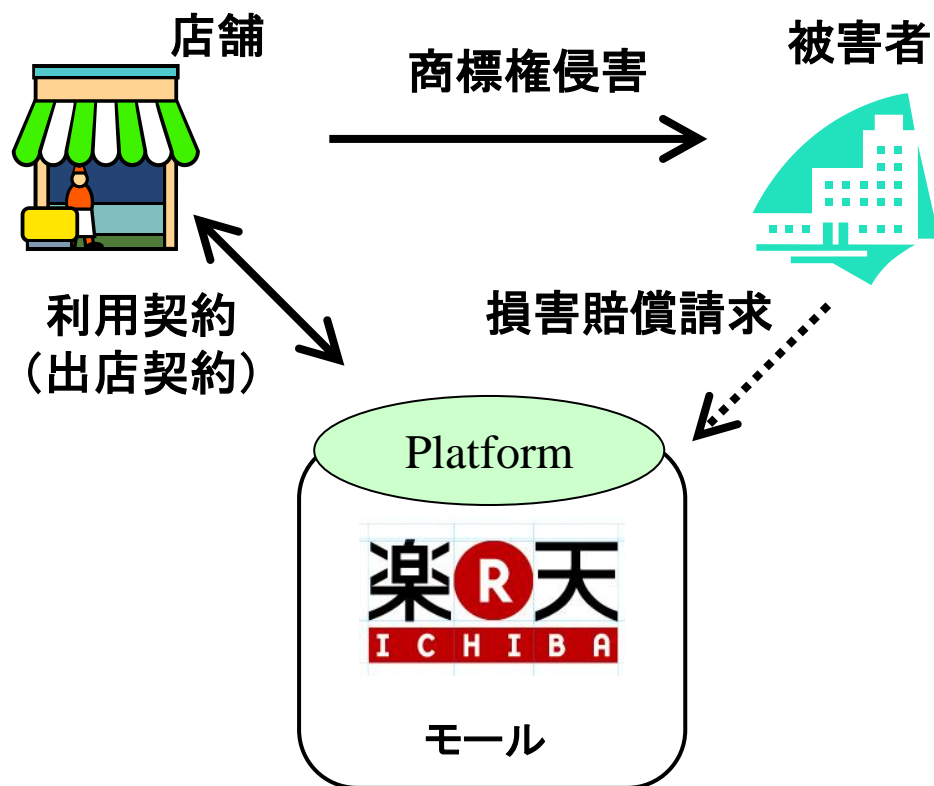 店舗
被害者
商標権侵害
利用契約
（出店契約）
損害賠償請求
Platform
楽R天
ICHIBA
モール